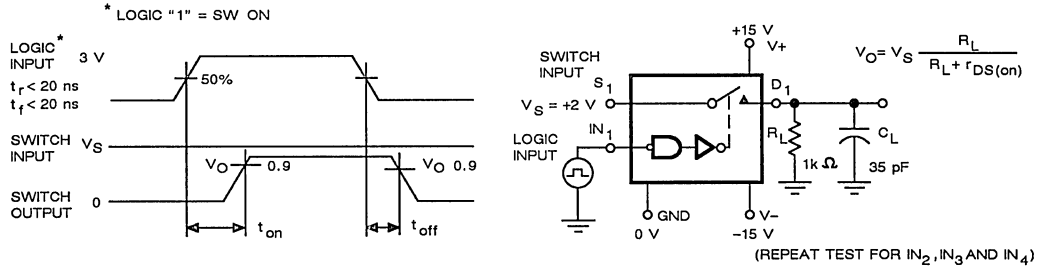 * LOGIC "1" = SW ON
LOGIC*
INPUT
3 V
tr < 20 ns
tf < 20 ns
50%
SWITCH
INPUT
VS
VO 0.9
VO 0.9
SWITCH
OUTPUT
0
ton
toff
+15 V
V+
SWITCH
INPUT
S1
D1
VS = +2 V
LOGIC
INPUT
IN1
RL
1k Ω
CL
35 pF
GND
0 V
V–
–15 V
VO = VS RL
RL + rDS(on)
(REPEAT TEST FOR IN2, IN3 AND IN4)